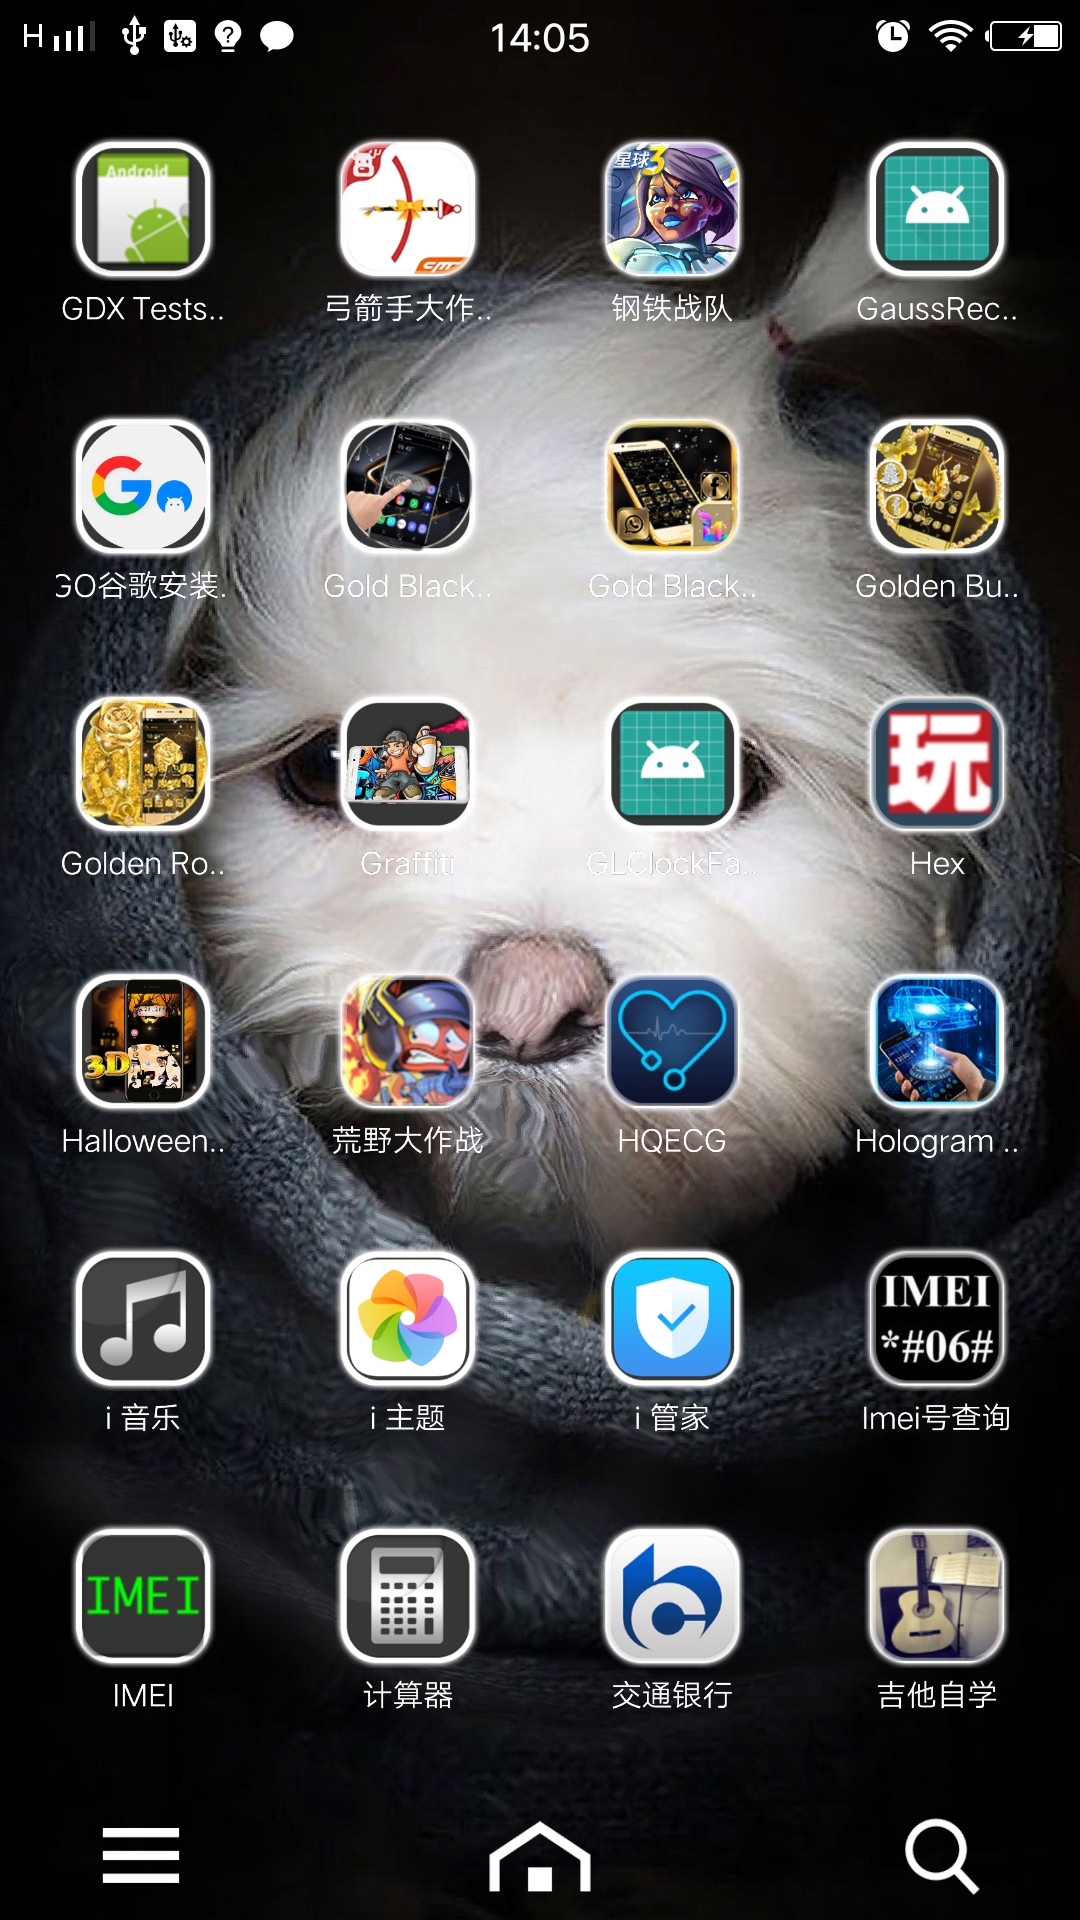 H 14:05
Android
星球3
GDX Tests..
弓箭手大作..
钢铁战队
GaussRec..
GO谷歌安装.
Gold Black..
Gold Black..
Golden Bu..
玩
Golden Ro..
Graffiti
GLClockFa..
Hex
3D
Halloween..
荒野大作战
HQECG
Hologram ..
IMEI
*#06#
i 音乐
i 主题
i 管家
Imei号查询
IMEI
IMEI
计算器
交通银行
吉他自学